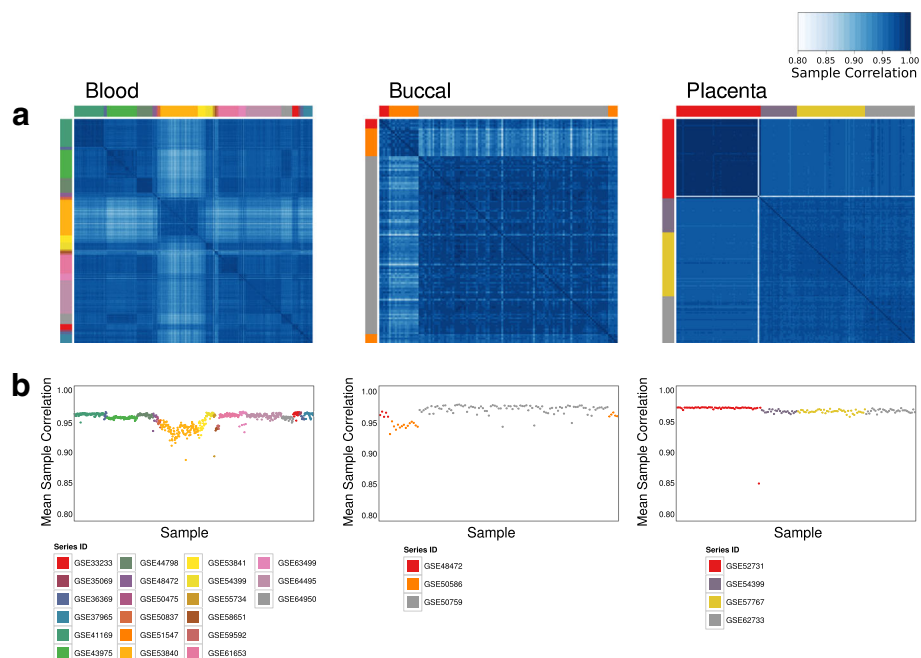 0.80 0.85 0.90 0.95 1.00
Sample Correlation
Blood Buccal Placenta
a
b
Mean Sample Correlation
1.00
0.95
0.90
0.85
0.80
Sample
Mean Sample Correlation
1.00
0.95
0.90
0.85
0.80
Sample
Mean Sample Correlation
1.00
0.95
0.90
0.85
0.80
Sample
Series ID
GSE33233 GSE44798 GSE53841 GSE63499
GSE35069 GSE48472 GSE54399 GSE64495
GSE36369 GSE50475 GSE55734 GSE64950
GSE37965 GSE50837 GSE58651
GSE41169 GSE51547 GSE59592
GSE43975 GSE53840 GSE61653
Series ID
GSE48472
GSE50586
GSE50759
Series ID
GSE52731
GSE54399
GSE57767
GSE62733